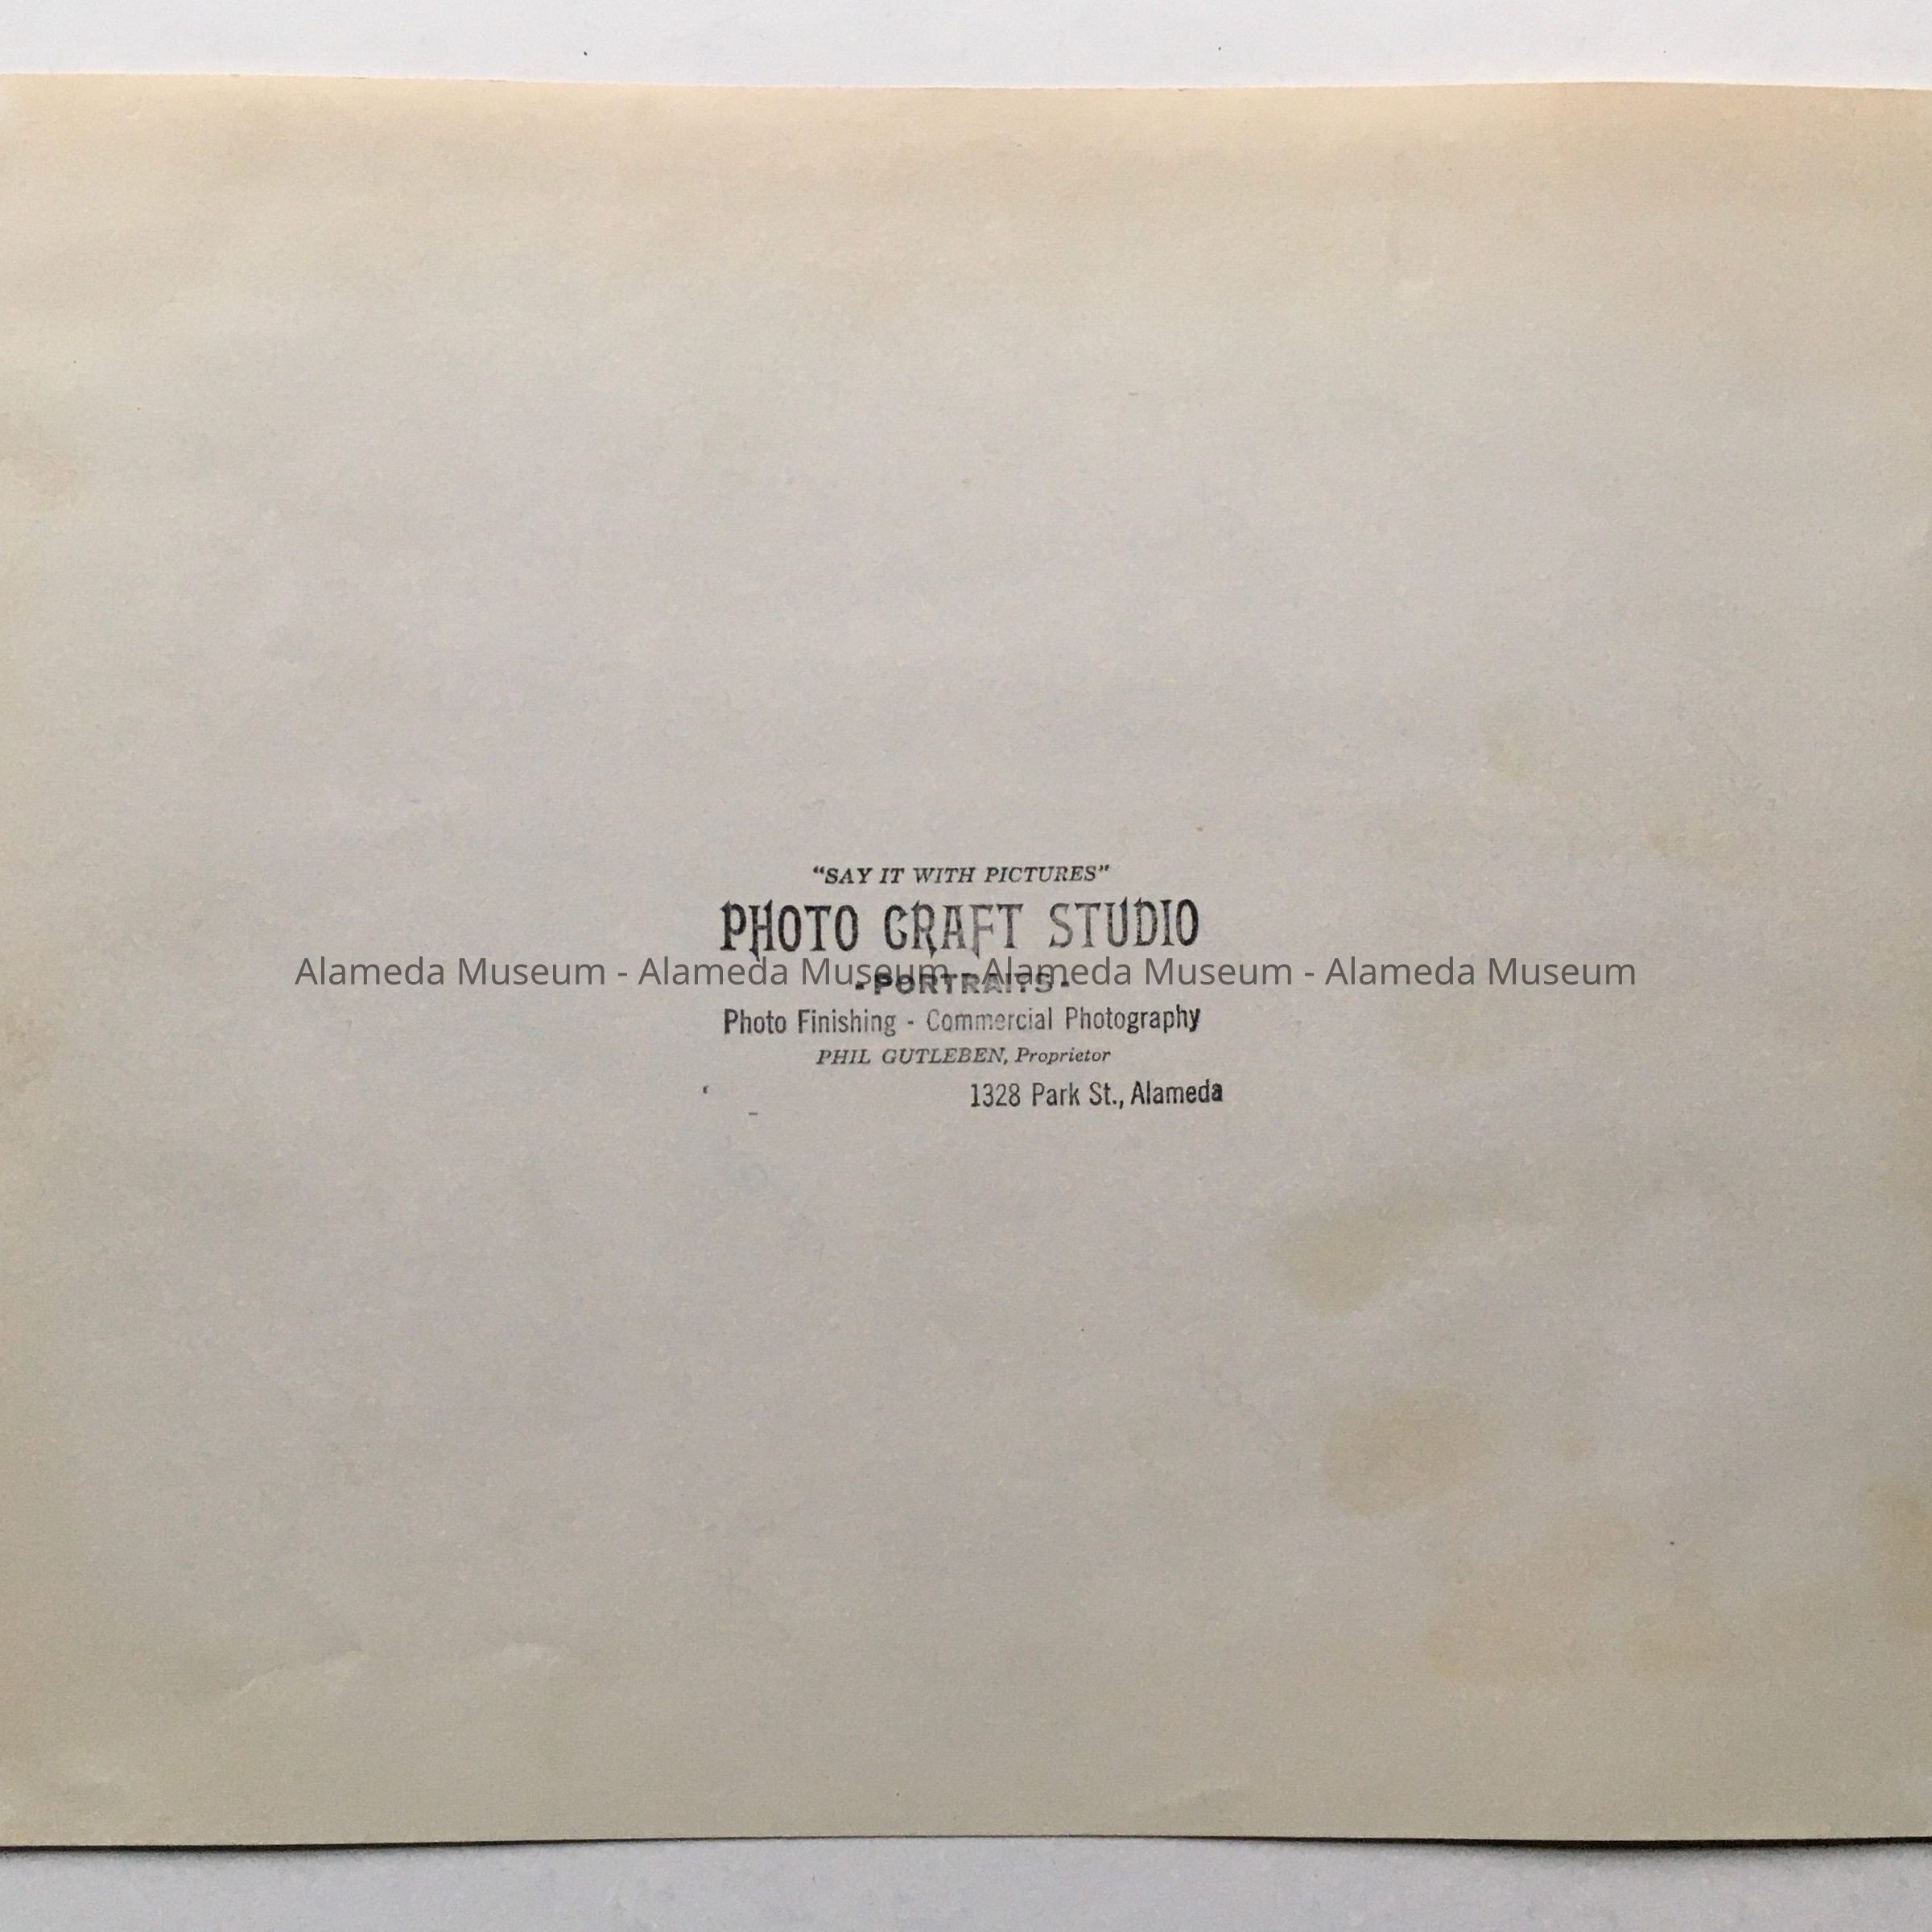 “SAY IT WITH PICTURES”
PHOTO CRAFT STUDIO
Alameda Museum - Alameda Museum - Alameda Museum - Alameda Museum
- PORTRAITS -
Photo Finishing - Commercial Photography
PHIL GUTLEBEN, Proprietor
1328 Park St., Alameda